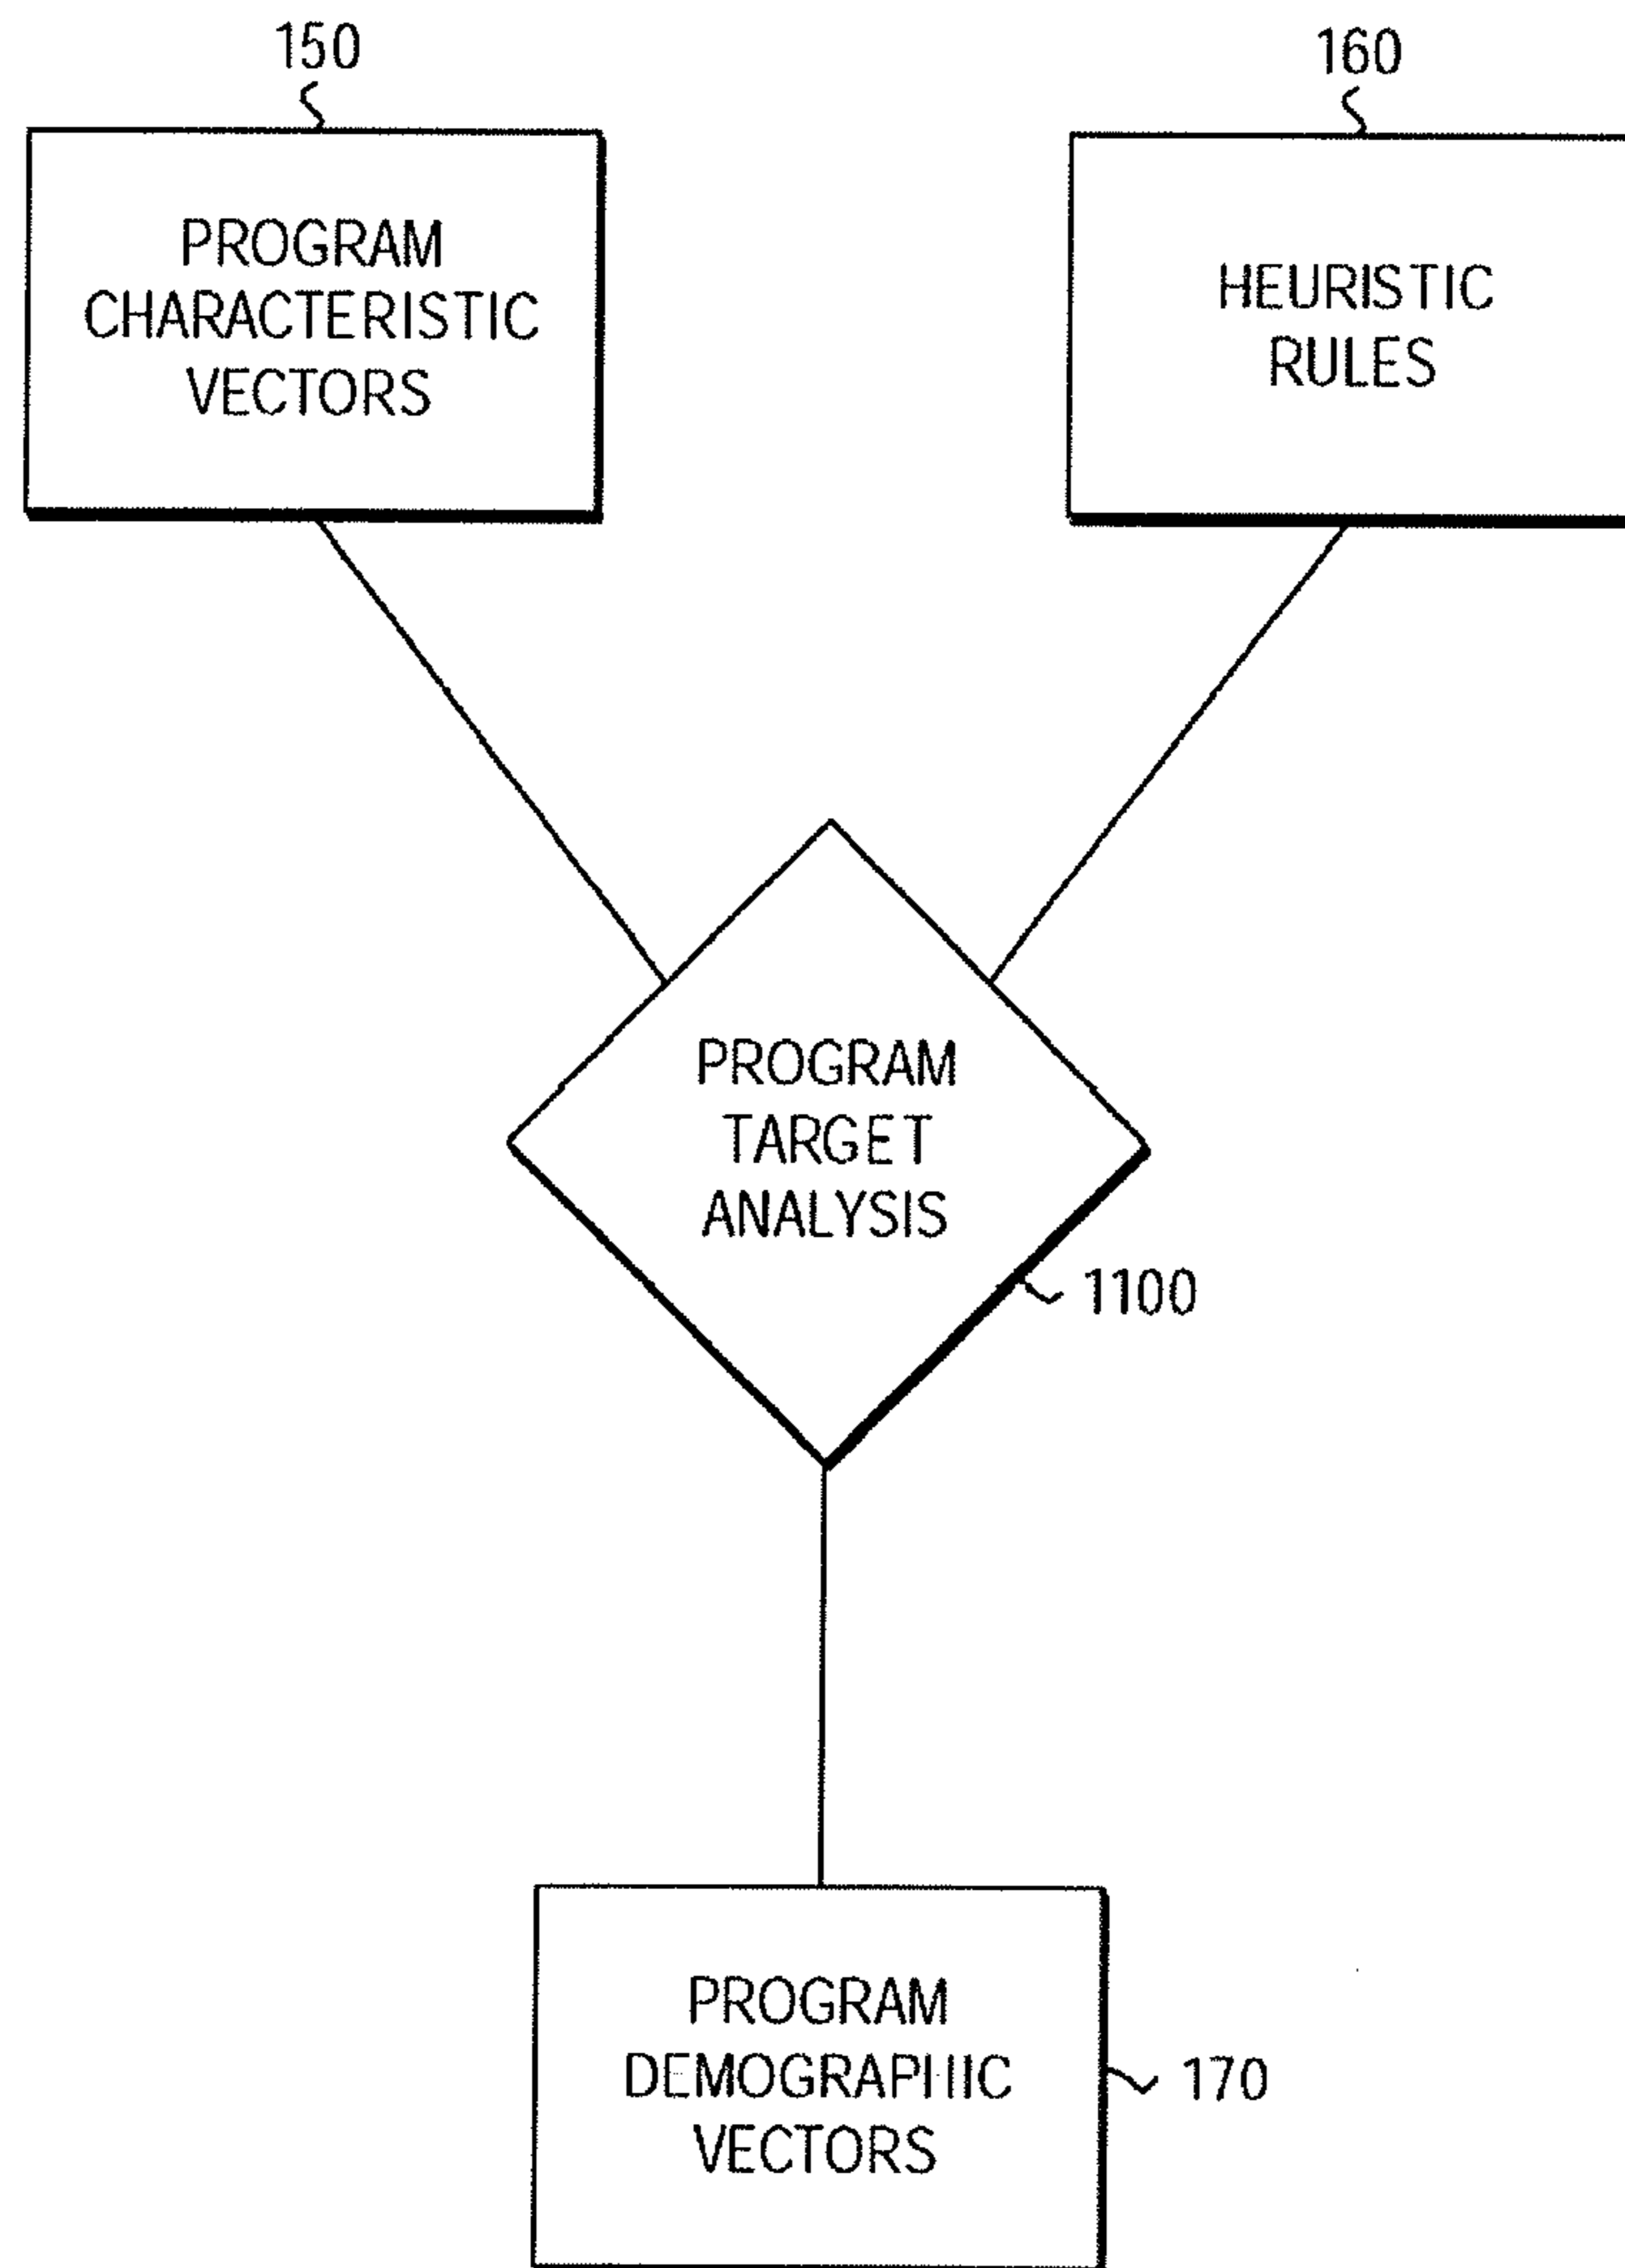 150
160
PROGRAM
CHARACTERISTIC
VECTORS
HEURISTIC
RULES
PROGRAM
TARGET
ANALYSIS
1100
PROGRAM
DEMOGRAPHIC
VECTORS
170